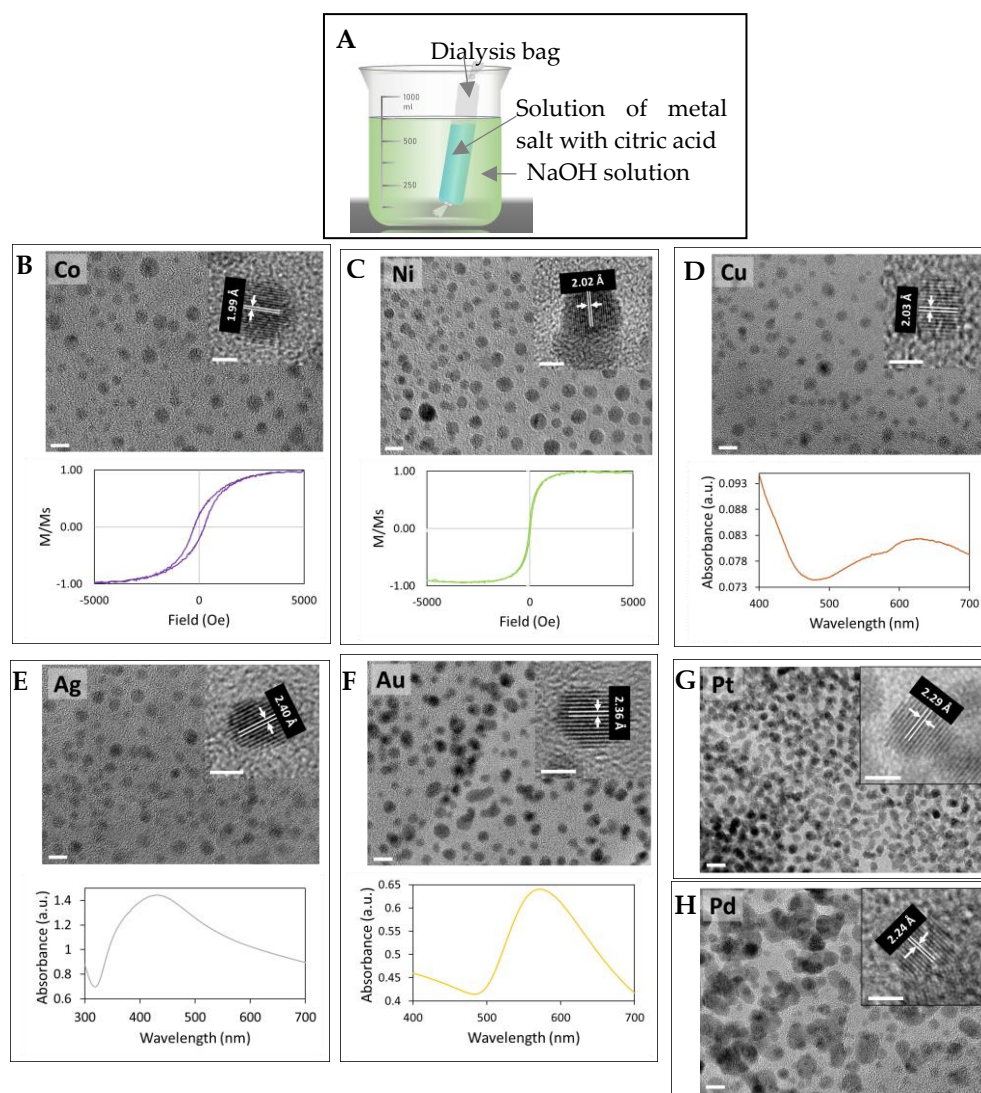 A
Dialysis bag
1000
ml
500
250
Solution of metal
salt with citric acid
NaOH solution
B
Co
1.99 Å
1.00
0.00
-1.00
M/Ms
-5000
0
5000
Field (Oe)
C
Ni
2.02 Å
1.00
0.00
-1.00
M/Ms
-5000
0
5000
Field (Oe)
D
Cu
2.03 Å
0.093
0.088
0.083
0.078
0.073
Absorbance (a.u.)
400
500
600
700
Wavelength (nm)
E
Ag
2.40 Å
1.4
1.2
1
0.8
0.6
Absorbance (a.u.)
300
400
500
600
700
Wavelength (nm)
F
Au
2.36 Å
0.65
0.6
0.55
0.5
0.45
0.4
Absorbance (a.u.)
400
500
600
700
Wavelength (nm)
G
Pt
2.29 Å
H
Pd
2.24 Å